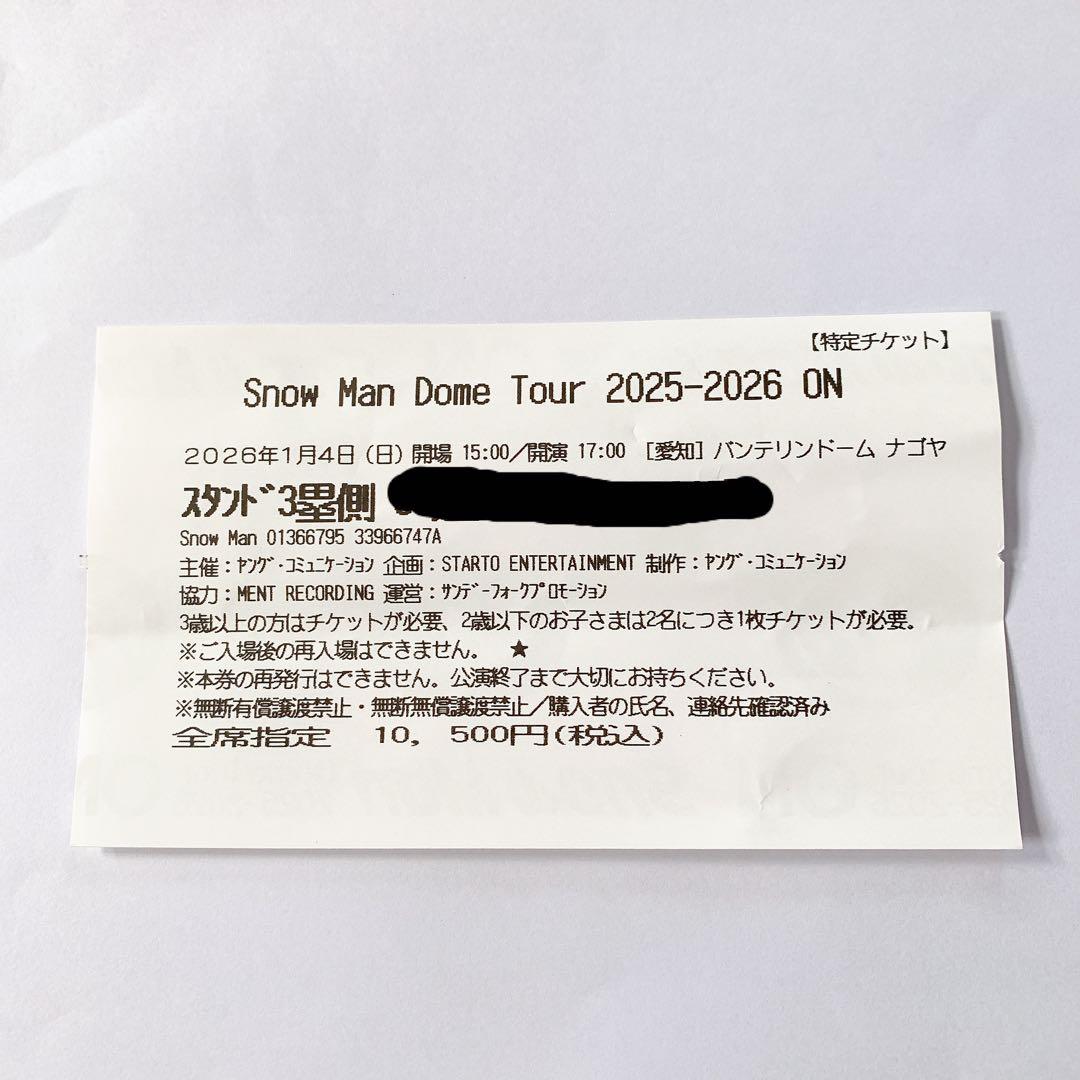 【特定チケット】
Snow Man Dome Tour 2025-2026 ON
2026年1月4日(日) 開場 15:00/開演 17:00 [愛知] バンテリンドーム ナゴヤ
ｽﾀﾝﾄﾞ3塁側
Snow Man 01366795 33966747A
主催：ﾔﾝｸﾞ・ｺﾐｭﾆｹｰｼｮﾝ 企画：STARTO ENTERTAINMENT 制作：ﾔﾝｸﾞ・ｺﾐｭﾆｹｰｼｮﾝ
協力：MENT RECORDING 運営：ｻﾝﾃﾞｰﾌｫｰｸﾌﾟﾛﾓｰｼｮﾝ
3歳以上の方はチケットが必要、2歳以下のお子さまは2名につき1枚チケットが必要。
※ご入場後の再入場はできません。 ★
※本券の再発行はできません。公演終了まで大切にお持ちください。
※無断有償譲渡禁止・無断無償譲渡禁止/購入者の氏名、連絡先確認済み
全席指定 10, 500円(税込)